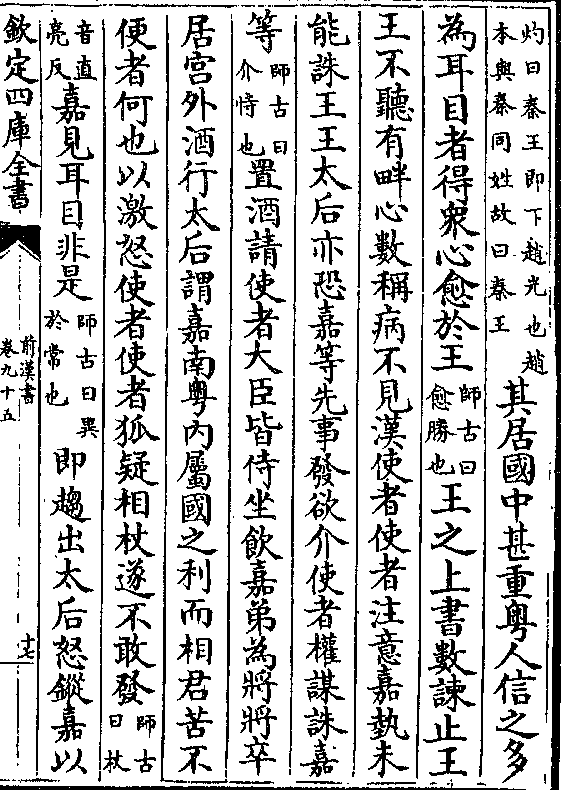 灼曰秦王即下趙光也趙
本與秦同姓故曰秦王
其居國中甚重粤人信之多
為耳目者得衆心愈於王
師古曰
愈勝也
王之上書數諫止王
王不聽有畔心數稱病不見漢使者使者注意嘉埶未
能誅王王太后亦恐嘉等先事發欲介使者權謀誅嘉
等
師古曰
介恃也
置酒請使者大臣皆侍坐飲嘉弟為將將卒
居宫外酒行太后謂嘉南粤内屬國之利而相君苦不
便者何也以激怒使者使者狐疑相杖遂不敢發
師古
曰杖
音直
亮反
嘉見耳目非是
師古曰異
於常也
即趨出太后怒鏦嘉以
欽定四庫全書
前漢書
卷九十五
十七